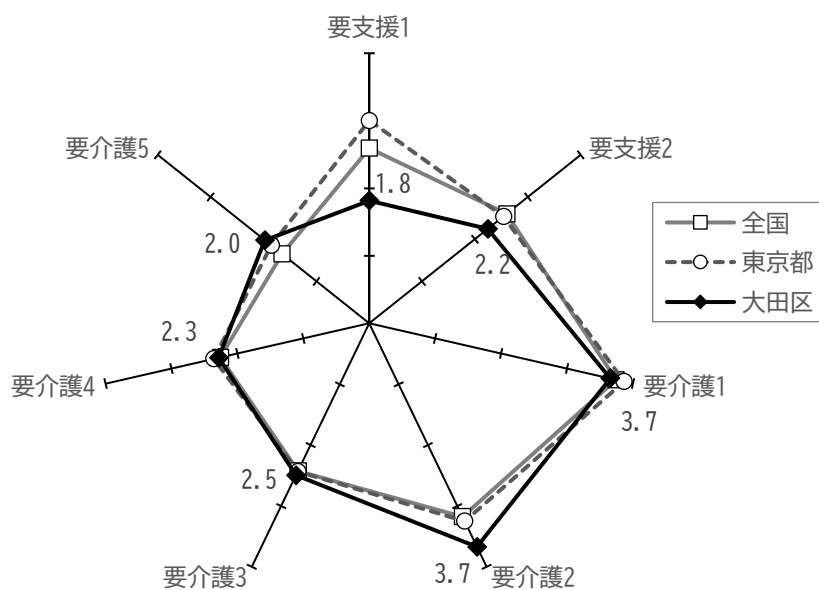 要支援1
要介護5
要支援2
1.8
2.0
2.2
全国
東京都
大田区
2.3
要介護4
要介護1
3.7
2.5
要介護3
3.7
要介護2